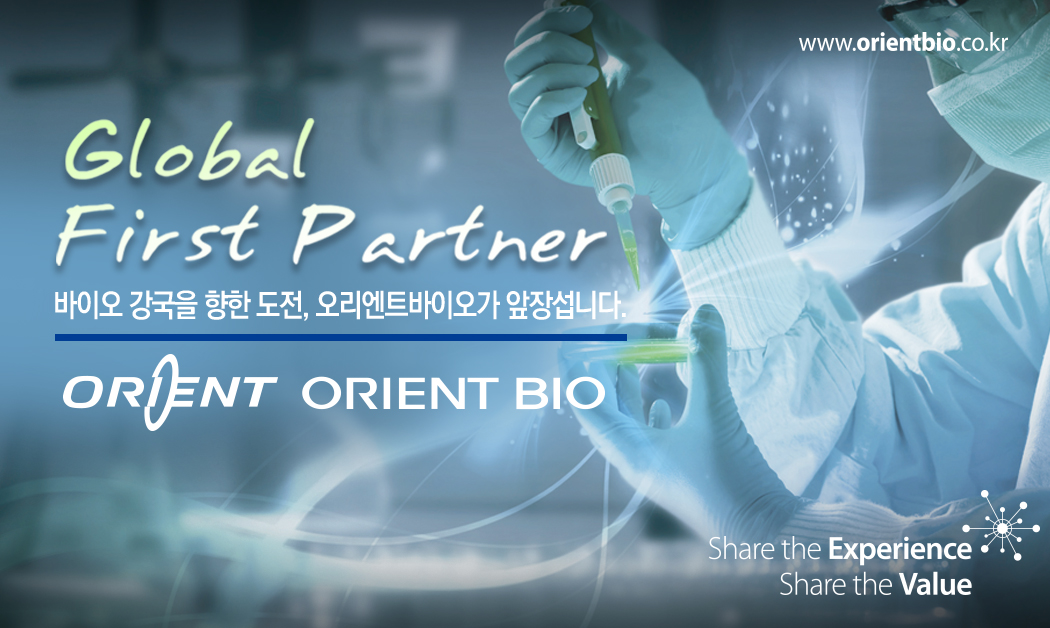 www.orientbio.co.kr
Global
First Partner
바이오 강국을 향한 도전, 오리엔트바이오가 앞장섭니다.
ORIENT ORIENT BIO
Share the Experience
Share the Value